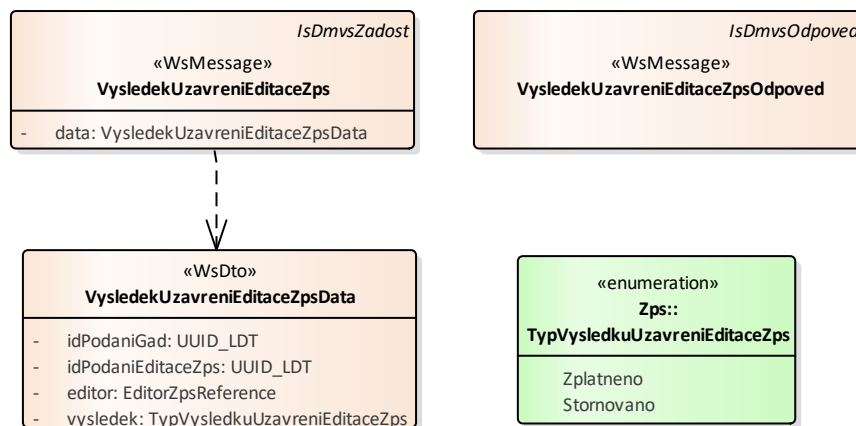 IsDmvsZadost
«WsMessage»
VysledekUzavreniEditaceZps
- data: VysledekUzavreniEditaceZpsData
IsDmvsOdpoved
«WsMessage»
VysledekUzavreniEditaceZpsOdpoved
«WsDto»
VysledekUzavreniEditaceZpsData
- idPodaniGad: UUID_LDT
- idPodaniEditaceZps: UUID_LDT
- editor: EditorZpsReference
- vysledek: TypVysledkuUzavreniEditaceZps
«enumeration»
Zps::
TypVysledkuUzavreniEditaceZps
Zplatneno
Stornovano